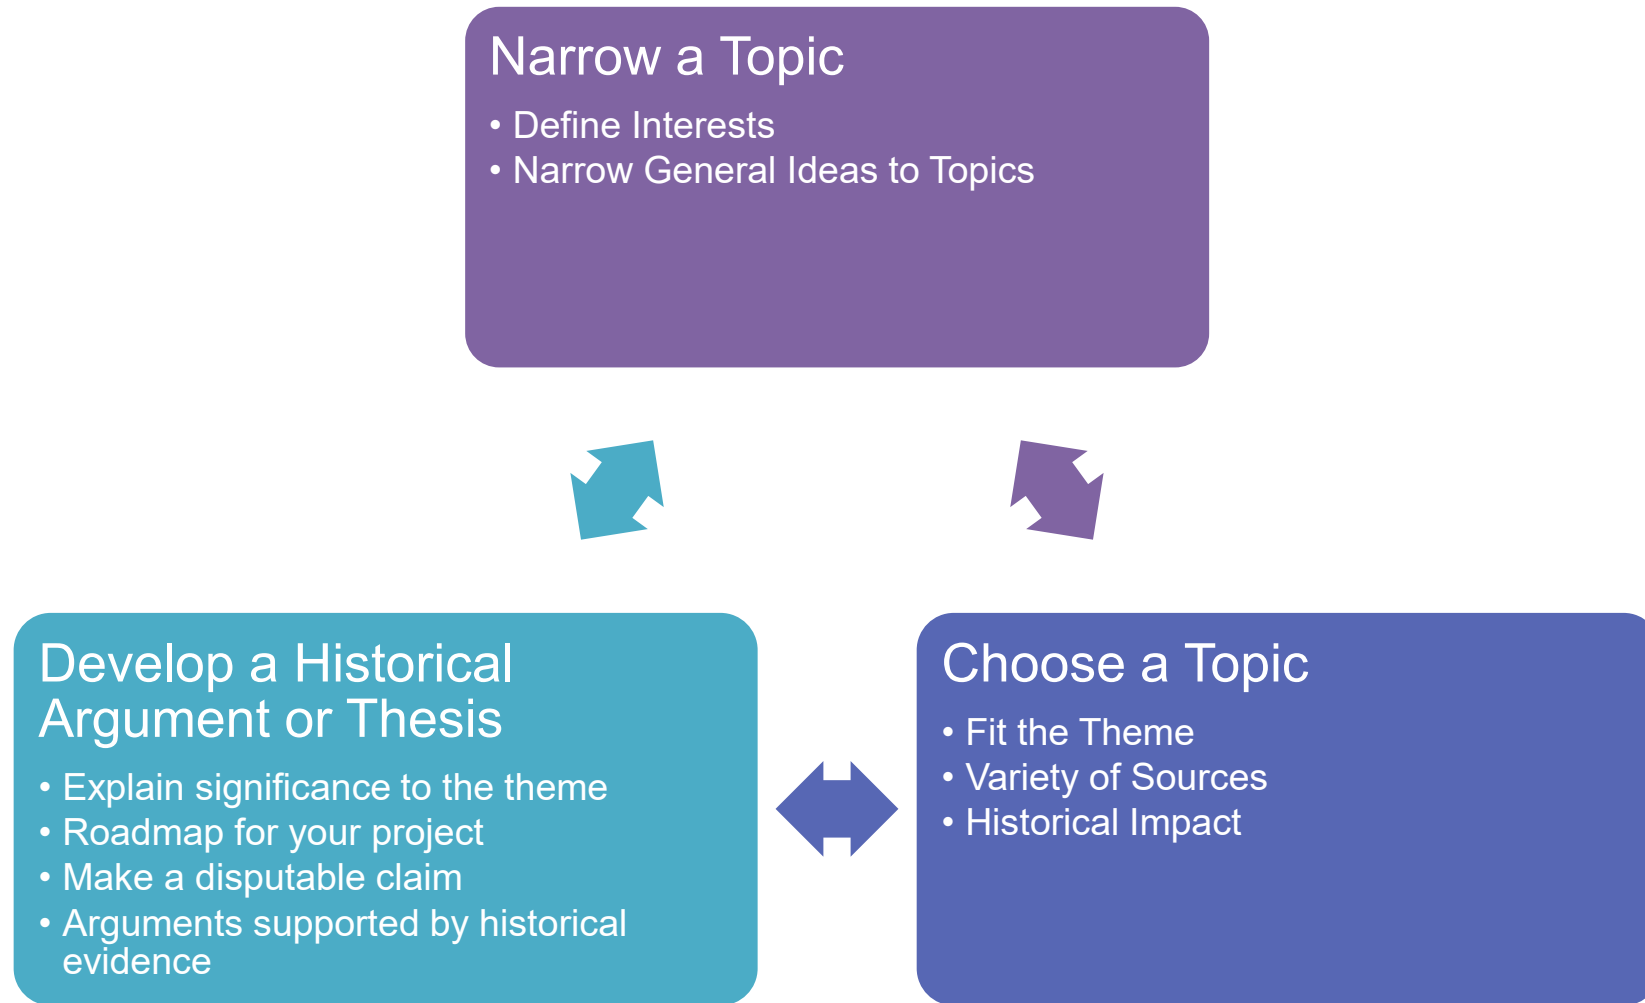 Narrow a Topic
• Define Interests
• Narrow General Ideas to Topics
Develop a Historical
Argument or Thesis
• Explain significance to the theme
• Roadmap for your project
• Make a disputable claim
• Arguments supported by historical
evidence
Choose a Topic
• Fit the Theme
• Variety of Sources
• Historical Impact